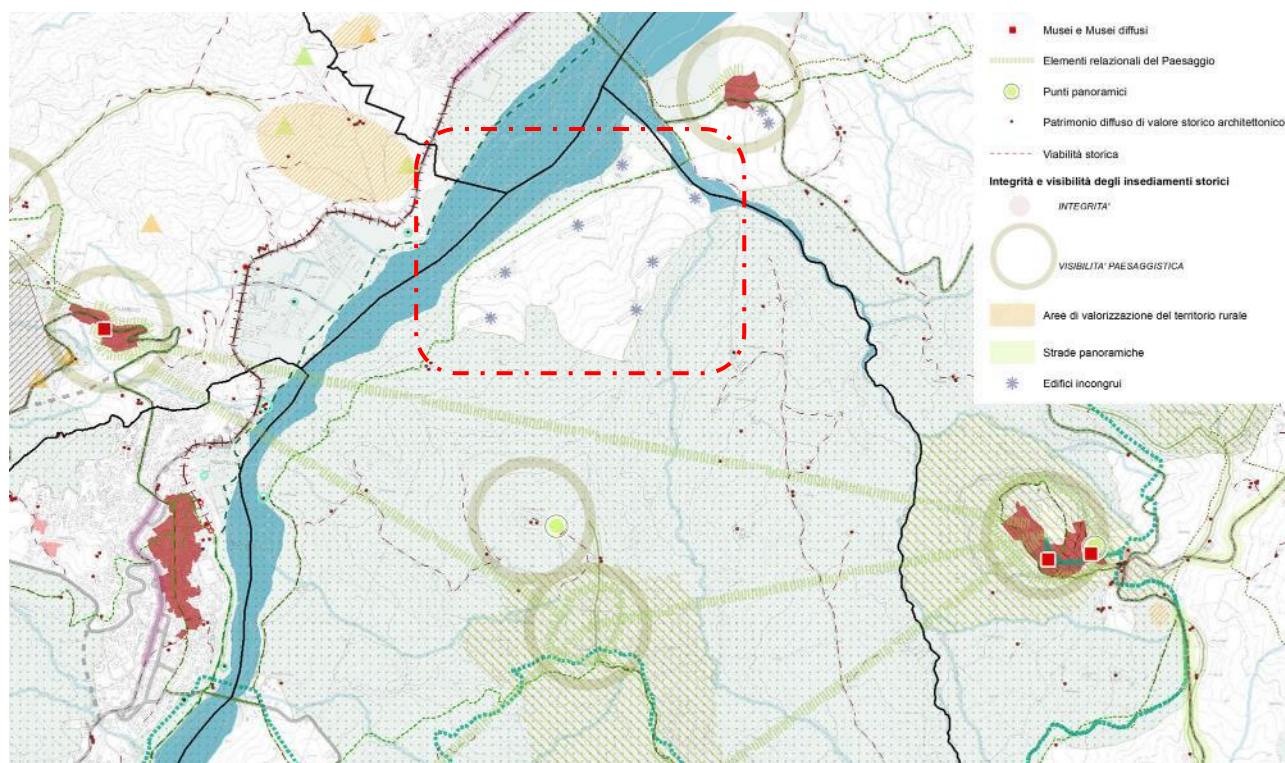 Musei e Musei diffusi
Elementi relazionali del Paesaggio
Punti panoramici
Patrimonio diffuso di valore storico architettonico
Viabilità storica
Integrità e visibilità degli insediamenti storici
INTEGRITA'
VISIBILITA' PAESAGGISTICA
Aree di valorizzazione del territorio rurale
Strade panoramiche
Edifici incongrui